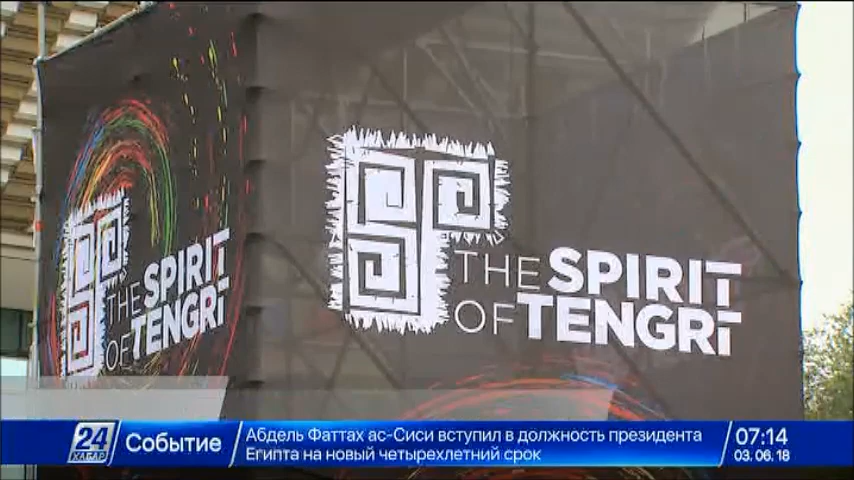 THE SPIRIT
OF TENGRI
THE SPIRIT
OF TENGRI
24
ХАБАР
Событие
Абдель Фаттах ас-Сиси вступил в должность президента
Египта на новый четырехлетний срок
07:14
03.06.18